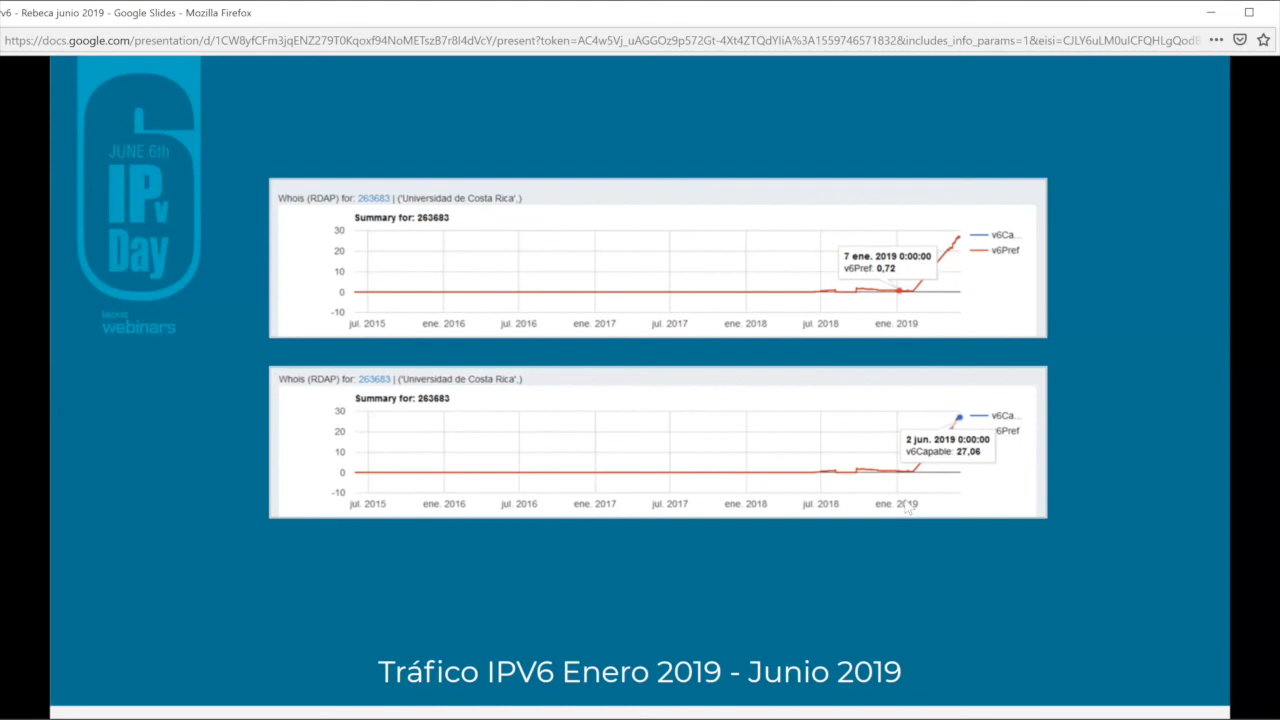 v6 - Rebeca junio 2019 - Google Slides - Mozilla Firefox
https://docs.google.com/presentation/d/1CW8yfCFm3jqENZ279T0Kqoxf94NoMETszB7r8I4dVcY/present?token=AC4w5Vj_uAGGOz9p572Gt-4Xt4ZTQdYliA%3A1559746571832&includes_info_params=1&eisi=CJLY6uLM0uICFQHLgQodB
JUNE 6th
IPv
Day
lacnic
webinars
Whois (RDAP) for: 263683 | ('Universidad de Costa Rica',)
Summary for: 263683
30
20
10
0
-10
jul. 2015
ene. 2016
jul. 2016
ene. 2017
jul. 2017
ene. 2018
jul. 2018
ene. 2019
7 ene. 2019 0:00:00
v6Pref: 0,72
v6Ca...
v6Pref
Whois (RDAP) for: 263683 | ('Universidad de Costa Rica',)
Summary for: 263683
30
20
10
0
-10
jul. 2015
ene. 2016
jul. 2016
ene. 2017
jul. 2017
ene. 2018
jul. 2018
ene. 2019
2 jun. 2019 0:00:00
v6Capable: 27,06
v6Ca...
6Pref
Tráfico IPV6 Enero 2019 - Junio 2019